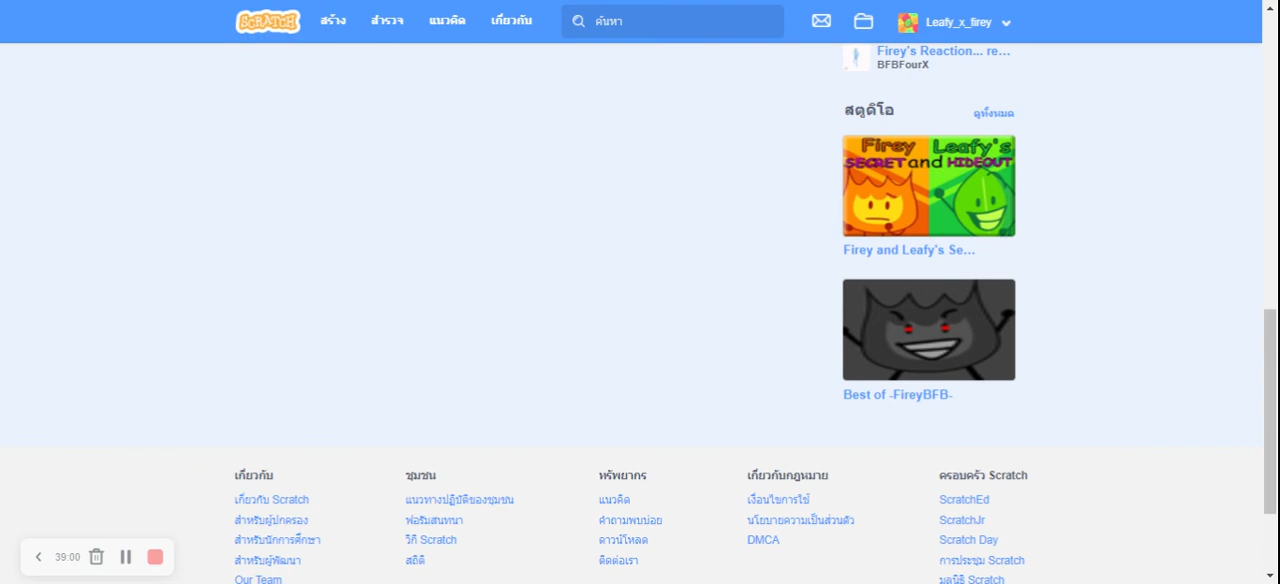 SCRATCH สร้าง สำรวจ แนวคิด เกี่ยวกับ ค้นหา Leafy_x_firey
Firey's Reaction... re...
BFBFourX
สตูดิโอ ดูทั้งหมด
Firey Leafy's
SECRET and HIDEOUT
Firey and Leafy's Se...
Best of -FireyBFB-
เกี่ยวกับ ชุมชน ทรัพยากร เกี่ยวกับกฎหมาย ครอบครัว Scratch
เกี่ยวกับ Scratch แนวทางปฏิบัติของชุมชน แนวคิด เงื่อนไขการใช้ ScratchEd
สำหรับผู้ปกครอง ฟอรัมสนทนา คำถามพบบ่อย นโยบายความเป็นส่วนตัว ScratchJr
สำหรับนักการศึกษา วิกิ Scratch ดาวน์โหลด DMCA Scratch Day
สำหรับผู้พัฒนา สถิติ ติดต่อเรา การประชุม Scratch
Our Team มูลนิธิ Scratch
39:00